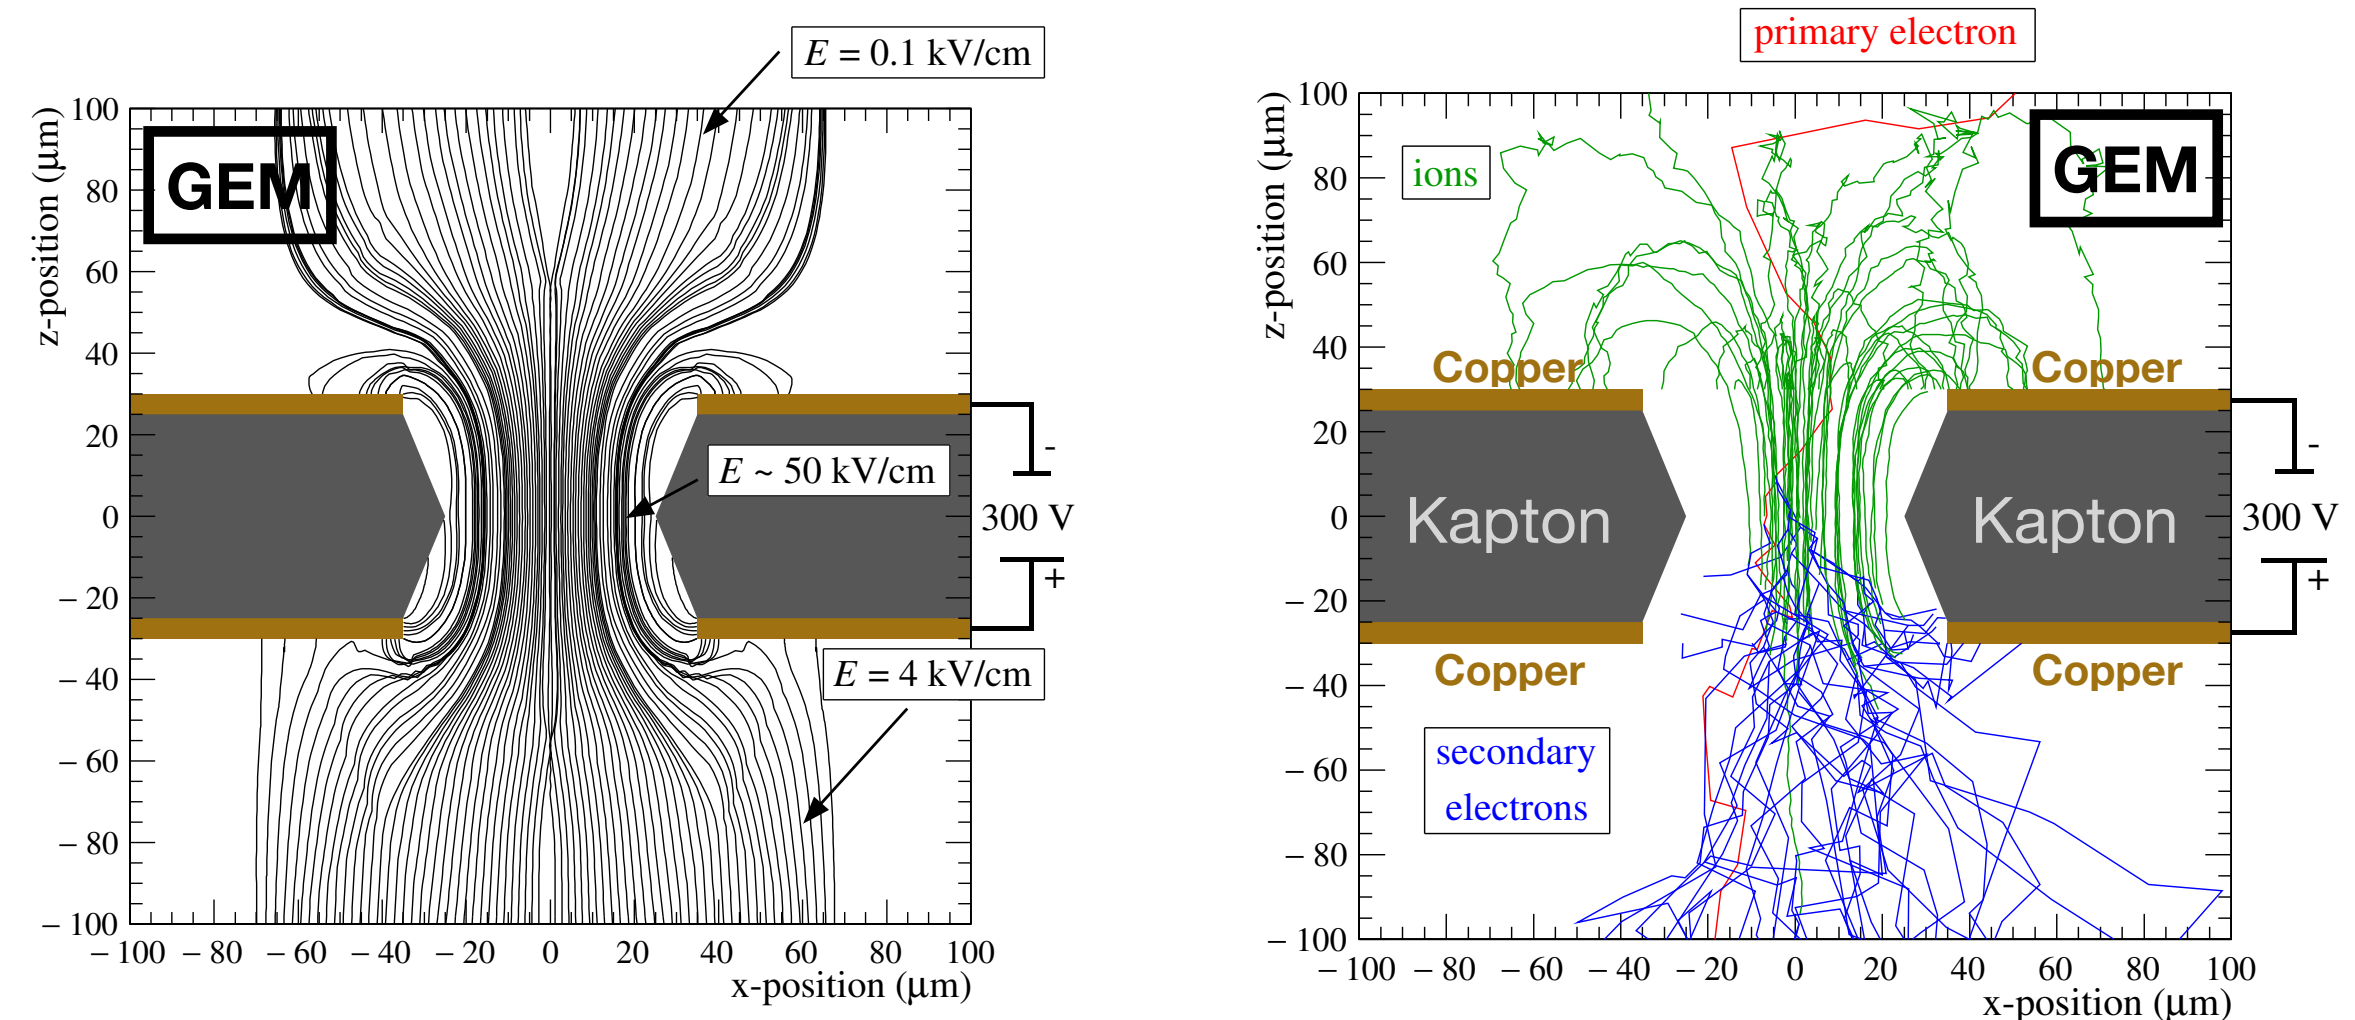 E = 0.1 kV/cm
GEM
z-position (μm)
100
80
60
40
20
0
− 20
− 40
− 60
− 80
− 100
E ~ 50 kV/cm
E = 4 kV/cm
-
300 V
+
− 100 − 80 − 60 − 40 − 20 0 20 40 60 80 100
x-position (μm)
primary electron
z-position (μm)
100
80
60
40
20
0
− 20
− 40
− 60
− 80
− 100
ions
GEM
Copper
Copper
Kapton
Kapton
-
300 V
+
Copper
Copper
secondary
electrons
− 100 − 80 − 60 − 40 − 20 0 20 40 60 80 100
x-position (μm)